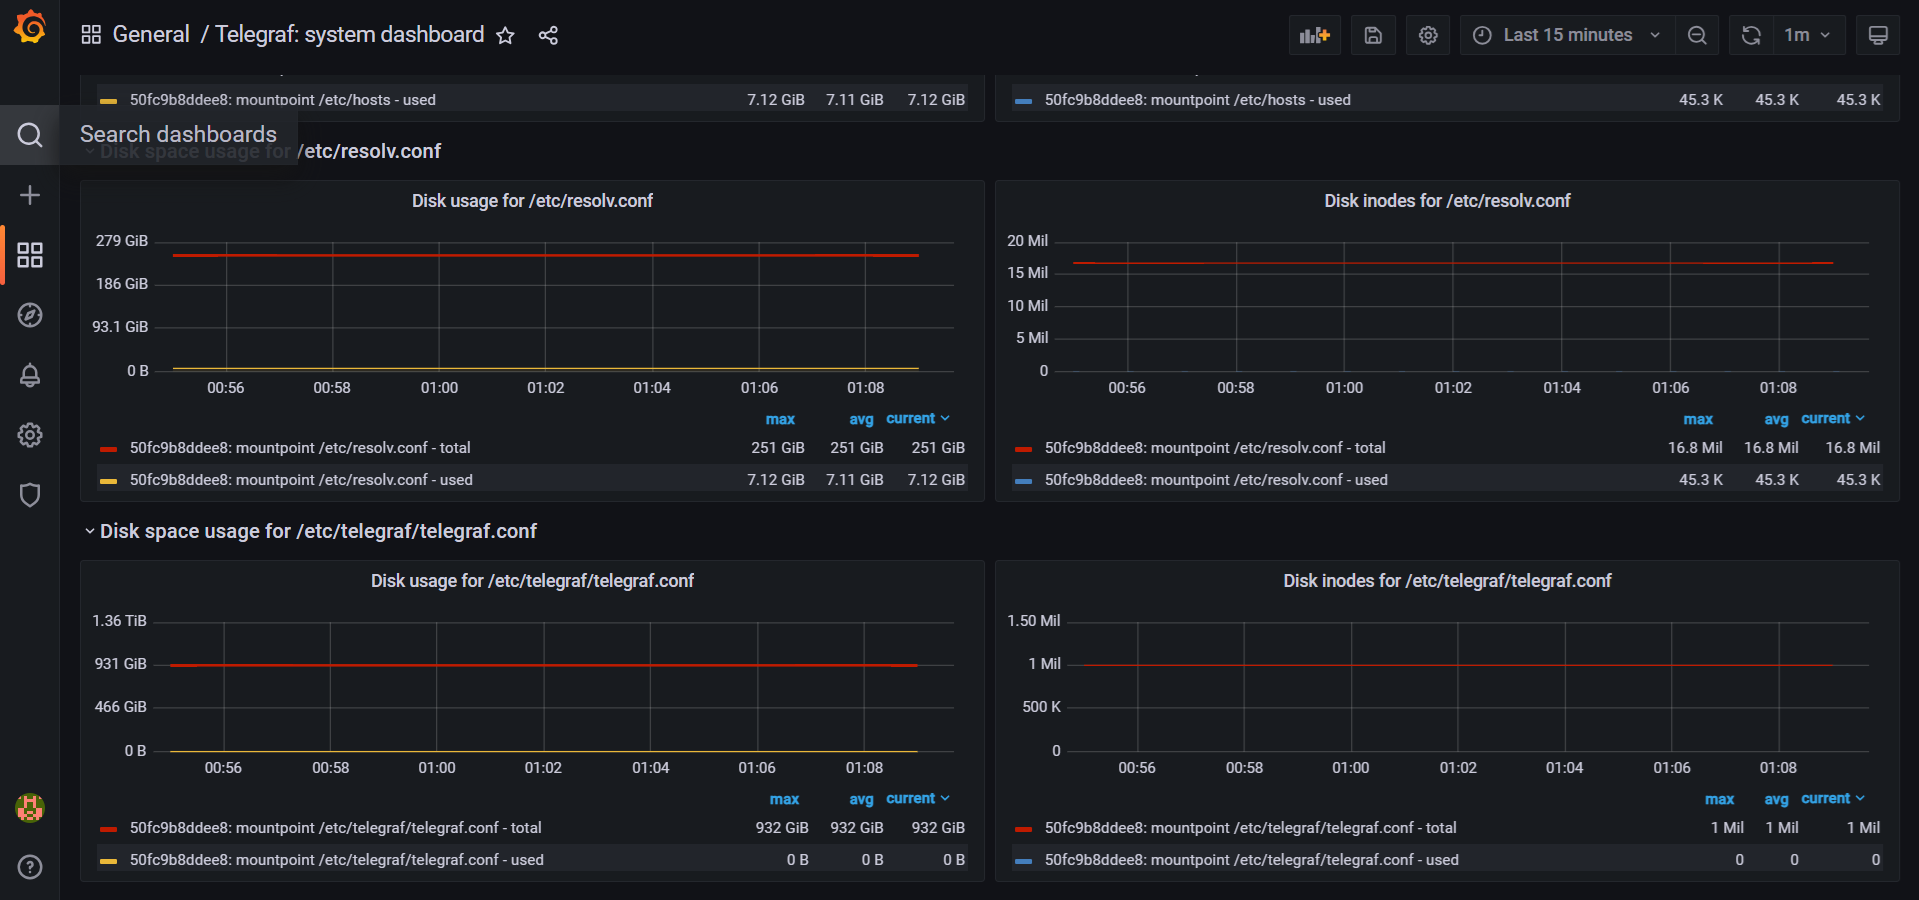 General / Telegraf: system dashboard
Last 15 minutes
1m
50fc9b8ddee8: mountpoint /etc/hosts - used 7.12 GiB 7.11 GiB 7.12 GiB
50fc9b8ddee8: mountpoint /etc/hosts - used 45.3 K 45.3 K 45.3 K
Search dashboards
Disk space usage for /etc/resolv.conf
Disk usage for /etc/resolv.conf
279 GiB
186 GiB
93.1 GiB
0 B
00:56 00:58 01:00 01:02 01:04 01:06 01:08
max avg current
50fc9b8ddee8: mountpoint /etc/resolv.conf - total 251 GiB 251 GiB 251 GiB
50fc9b8ddee8: mountpoint /etc/resolv.conf - used 7.12 GiB 7.11 GiB 7.12 GiB
Disk inodes for /etc/resolv.conf
20 Mil
15 Mil
10 Mil
5 Mil
0
00:56 00:58 01:00 01:02 01:04 01:06 01:08
max avg current
50fc9b8ddee8: mountpoint /etc/resolv.conf - total 16.8 Mil 16.8 Mil 16.8 Mil
50fc9b8ddee8: mountpoint /etc/resolv.conf - used 45.3 K 45.3 K 45.3 K
Disk space usage for /etc/telegraf/telegraf.conf
Disk usage for /etc/telegraf/telegraf.conf
1.36 TiB
931 GiB
466 GiB
0 B
00:56 00:58 01:00 01:02 01:04 01:06 01:08
max avg current
50fc9b8ddee8: mountpoint /etc/telegraf/telegraf.conf - total 932 GiB 932 GiB 932 GiB
50fc9b8ddee8: mountpoint /etc/telegraf/telegraf.conf - used 0 B 0 B 0 B
Disk inodes for /etc/telegraf/telegraf.conf
1.50 Mil
1 Mil
500 K
0
00:56 00:58 01:00 01:02 01:04 01:06 01:08
max avg current
50fc9b8ddee8: mountpoint /etc/telegraf/telegraf.conf - total 1 Mil 1 Mil 1 Mil
50fc9b8ddee8: mountpoint /etc/telegraf/telegraf.conf - used 0 0 0